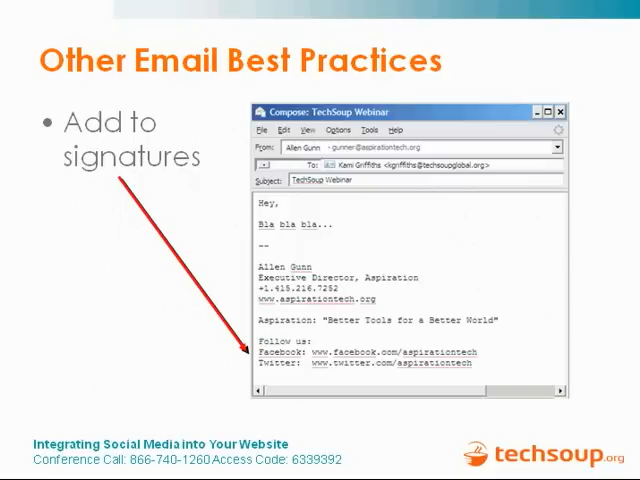 Other Email Best Practices
• Add to
signatures
Compose: TechSoup Webinar
File Edit View Options Tools Help
From: Allen Gunn - gunner@aspirationtech.org
To: Kami Griffiths <kgriffiths@techsoupglobal.org>
Subject: TechSoup Webinar
Hey,
Bla bla bla...
--
Allen Gunn
Executive Director, Aspiration
+1.415.216.7252
www.aspirationtech.org
Aspiration: "Better Tools for a Better World"
Follow us:
Facebook: www.facebook.com/aspirationtech
Twitter: www.twitter.com/aspirationtech
Integrating Social Media into Your Website
Conference Call: 866-740-1260 Access Code: 6339392
techsoup.org